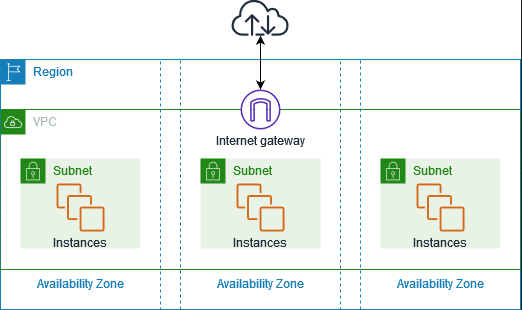 Region
VPC
Internet gateway
Subnet
Subnet
Subnet
Instances
Instances
Instances
Availability Zone
Availability Zone
Availability Zone